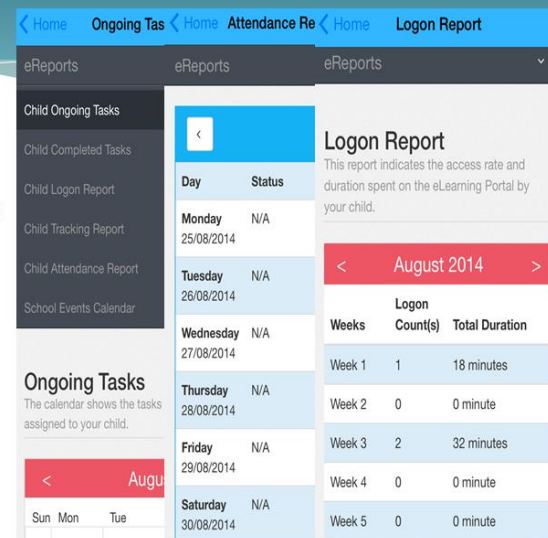 Home Ongoing Tas
eReports
Child Ongoing Tasks
Child Completed Tasks
Child Logon Report
Child Tracking Report
Child Attendance Report
School Events Calendar
Ongoing Tasks
The calendar shows the tasks
assigned to your child.
< Augu
Sun Mon Tue
Home Attendance Re
eReports
<
Day Status
Monday N/A
25/08/2014
Tuesday N/A
26/08/2014
Wednesday N/A
27/08/2014
Thursday N/A
28/08/2014
Friday N/A
29/08/2014
Saturday N/A
30/08/2014
Home Logon Report
eReports
Logon Report
This report indicates the access rate and
duration spent on the eLearning Portal by
your child.
< August 2014 >
Logon
Weeks Count(s) Total Duration
Week 1 1 18 minutes
Week 2 0 0 minute
Week 3 2 32 minutes
Week 4 0 0 minute
Week 5 0 0 minute